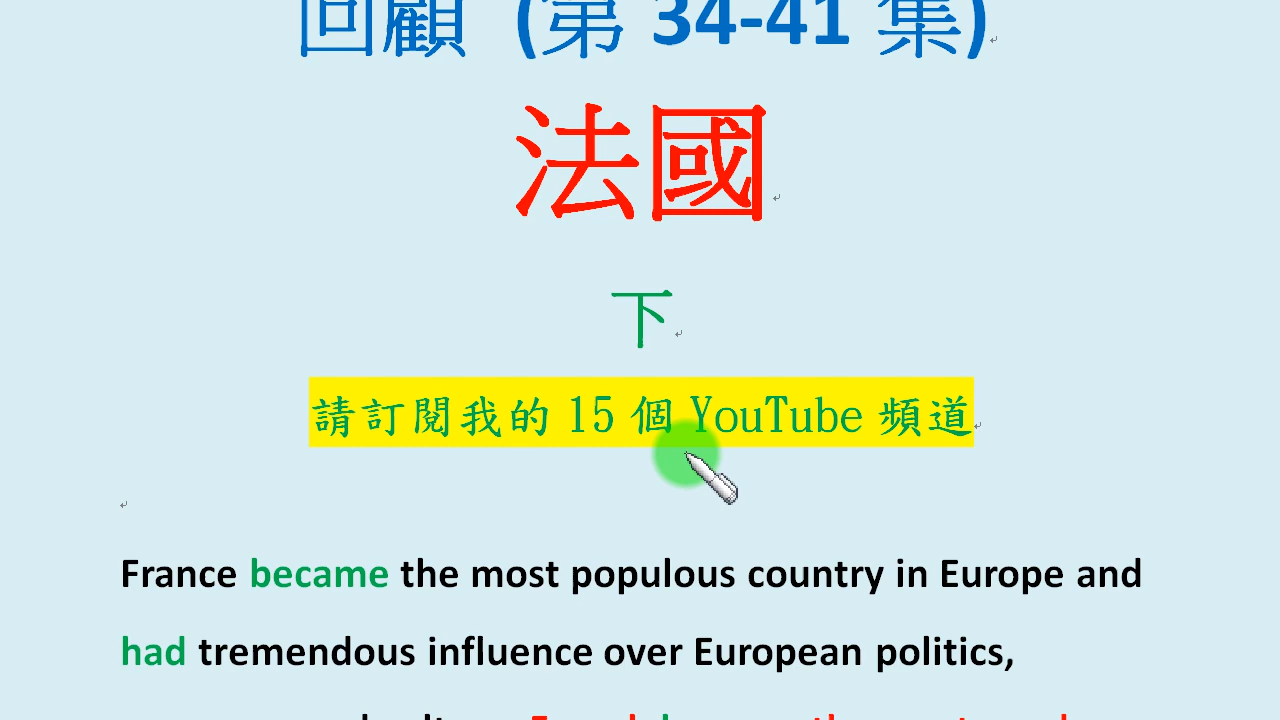 回顧 (第 34-41 集)
法國
下
請訂閱我的 15 個 YouTube 頻道
France became the most populous country in Europe and
had tremendous influence over European politics,